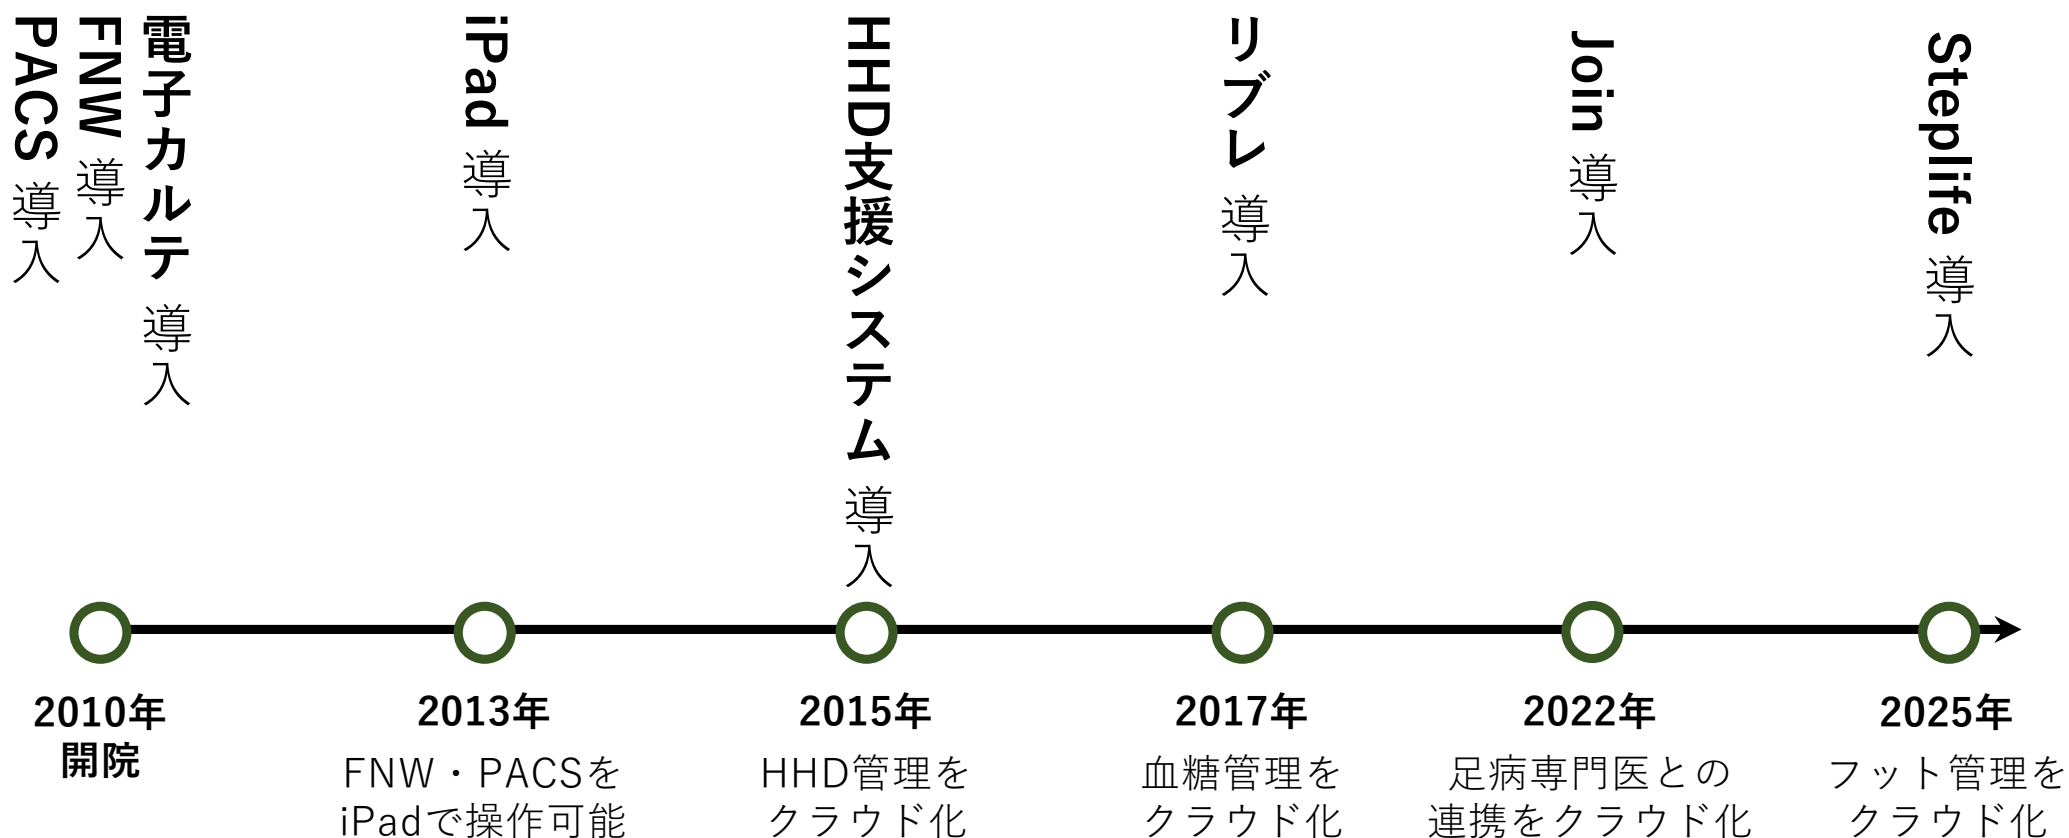 電子カルテ 導入
FNW 導入
PACS 導入
iPad 導入
HHD支援システム 導入
リブレ 導入
Join 導入
Steplife 導入
2010年
開院
2013年
FNW・PACSを
iPadで操作可能
2015年
HHD管理を
クラウド化
2017年
血糖管理を
クラウド化
2022年
足病専門医との
連携をクラウド化
2025年
フット管理を
クラウド化